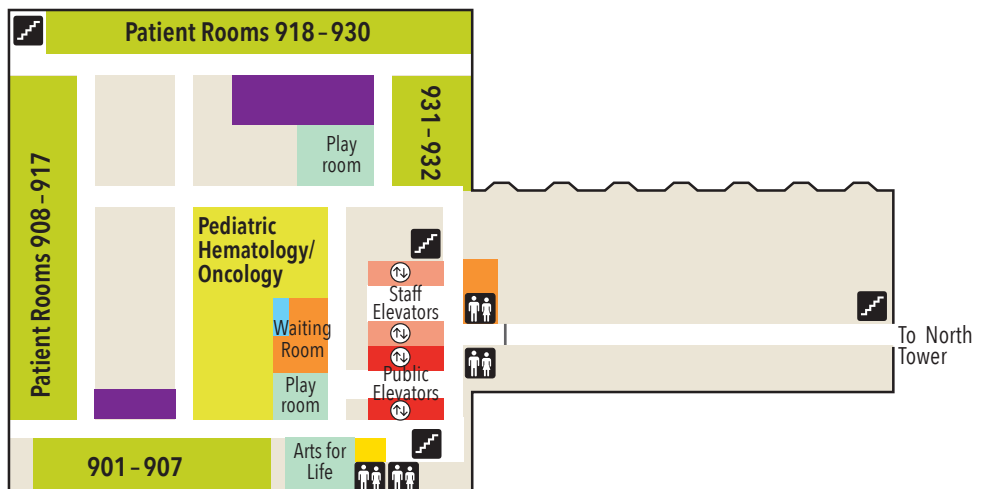 Patient Rooms 918–930
931–932
Play
room
Patient Rooms 908–917
Pediatric
Hematology/
Oncology
Staff
Elevators
Waiting
Room
To North
Tower
Play
room
Public
Elevators
901–907
Arts for
Life